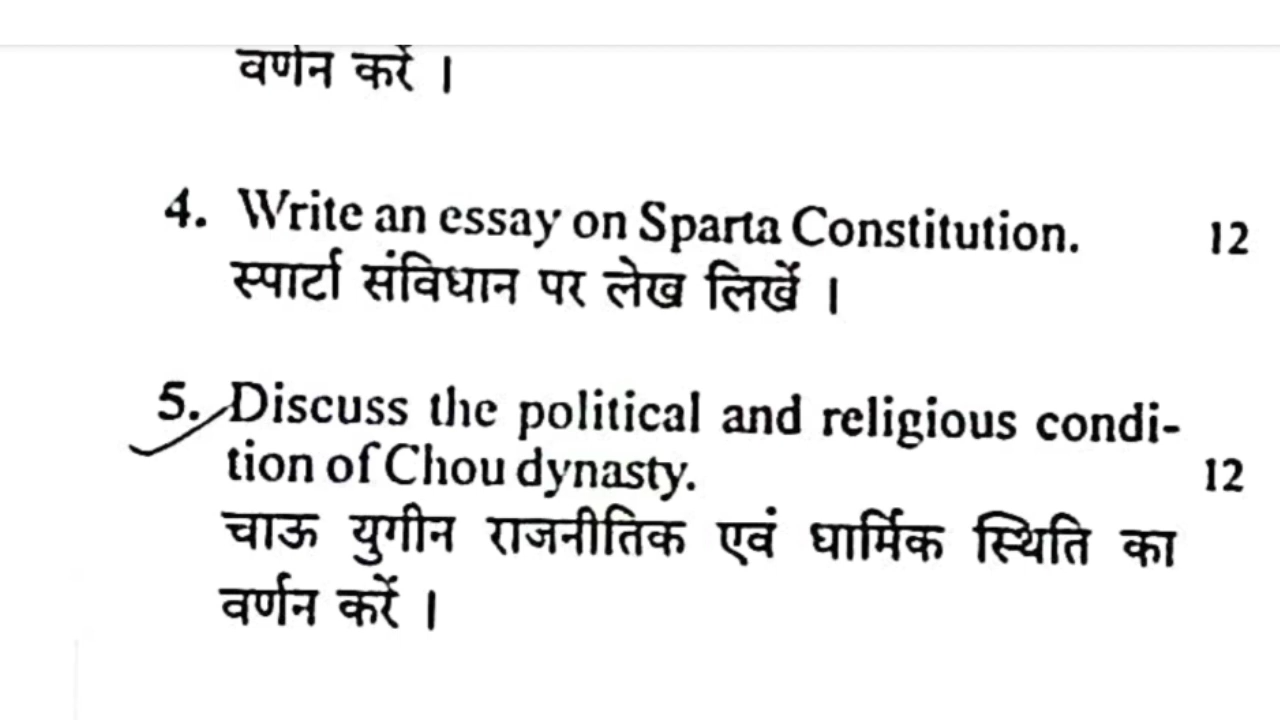 वर्णन करें ।
4. Write an essay on Sparta Constitution. 12
स्पार्टा संविधान पर लेख लिखें ।
5. Discuss the political and religious condi-
tion of Chou dynasty. 12
चाऊ युगीन राजनीतिक एवं धार्मिक स्थिति का
वर्णन करें ।